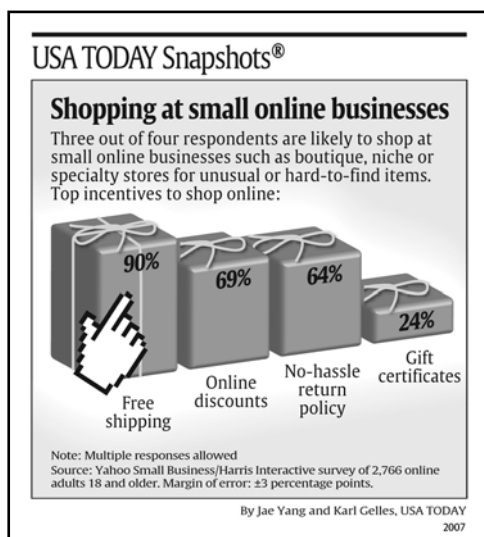 USA TODAY Snapshots®
Shopping at small online businesses
Three out of four respondents are likely to shop at
small online businesses such as boutique, niche or
specialty stores for unusual or hard-to-find items.
Top incentives to shop online:
90%
69%
64%
24%
Free
shipping
Online
discounts
No-hassle
return
policy
Gift
certificates
Note: Multiple responses allowed
Source: Yahoo Small Business/Harris Interactive survey of 2,766 online
adults 18 and older. Margin of error: ±3 percentage points.
By Jae Yang and Karl Gelles, USA TODAY
2007